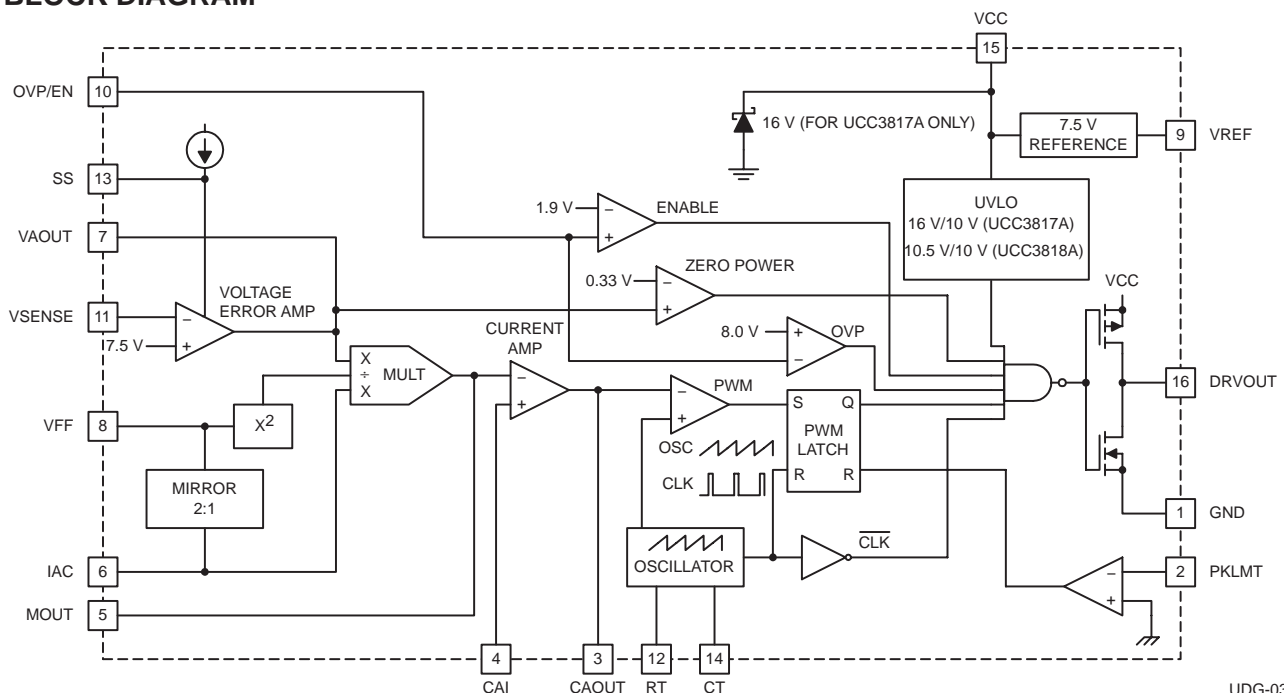 BLOCK DIAGRAM
VCC
15
OVP/EN 10
16 V (FOR UCC3817A ONLY)
7.5 V
REFERENCE
9 VREF
SS 13
UVLO
16 V/10 V (UCC3817A)
10.5 V/10 V (UCC3818A)
1.9 V
−
+
ENABLE
VAOUT 7
ZERO POWER
0.33 V
−
+
VCC
VOLTAGE
ERROR AMP
VSENSE 11
−
7.5 V
+
8.0 V
+
−
OVP
CURRENT
AMP
X
÷
X
MULT
−
+
−
+
PWM
16 DRVOUT
S Q
PWM
LATCH
R R
VFF 8
X2
OSC
CLK
MIRROR
2:1
1 GND
OSCILLATOR
CLK
IAC 6
−
+
2 PKLMT
MOUT 5
4 3 12 14
CAI CAOUT RT CT